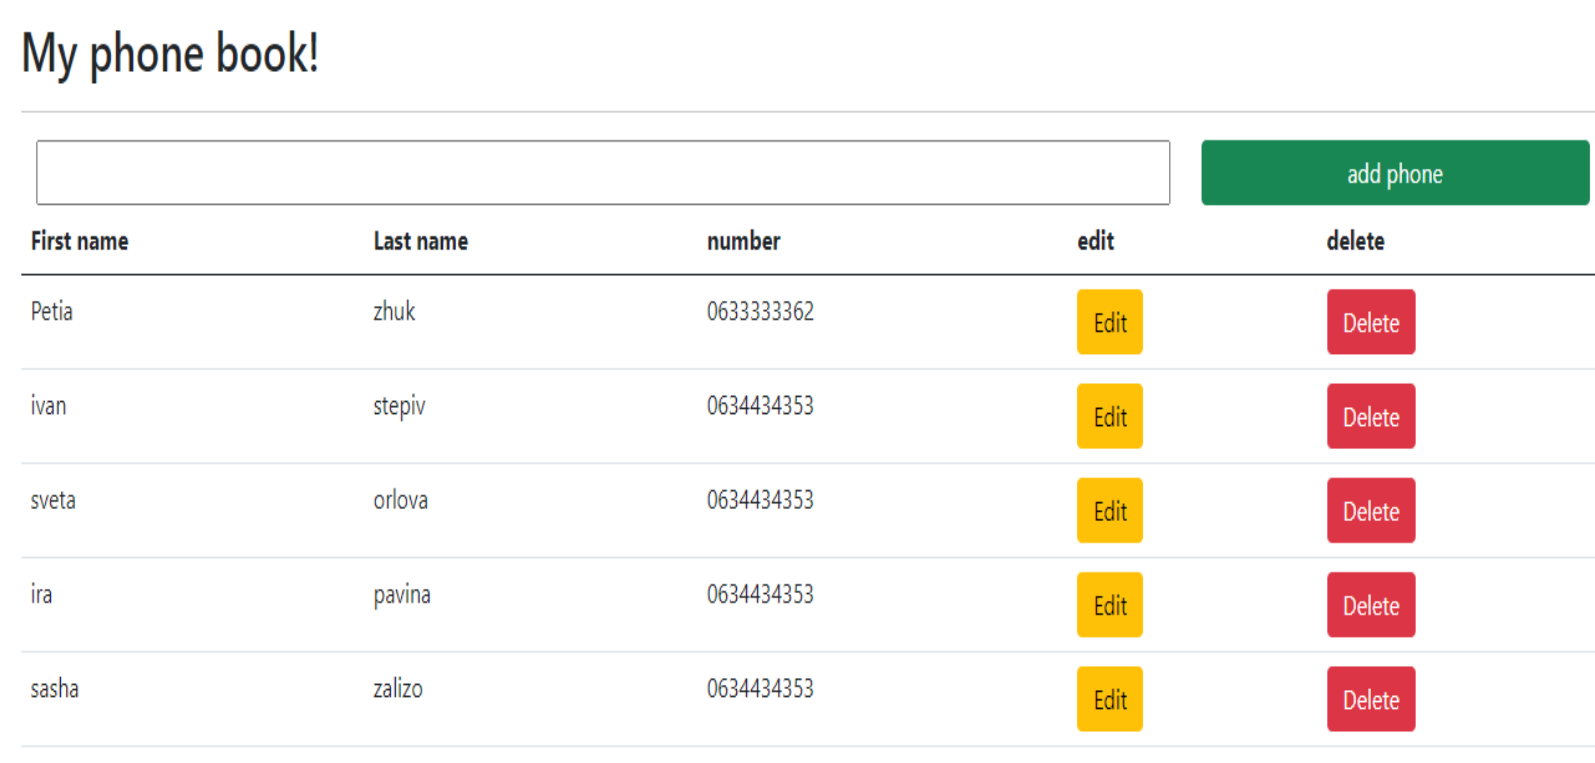 My phone book!
add phone
First name Last name number edit delete
Petia zhuk 0633333362 Edit Delete
ivan stepiv 0634434353 Edit Delete
sveta orlova 0634434353 Edit Delete
ira pavina 0634434353 Edit Delete
sasha zalizo 0634434353 Edit Delete